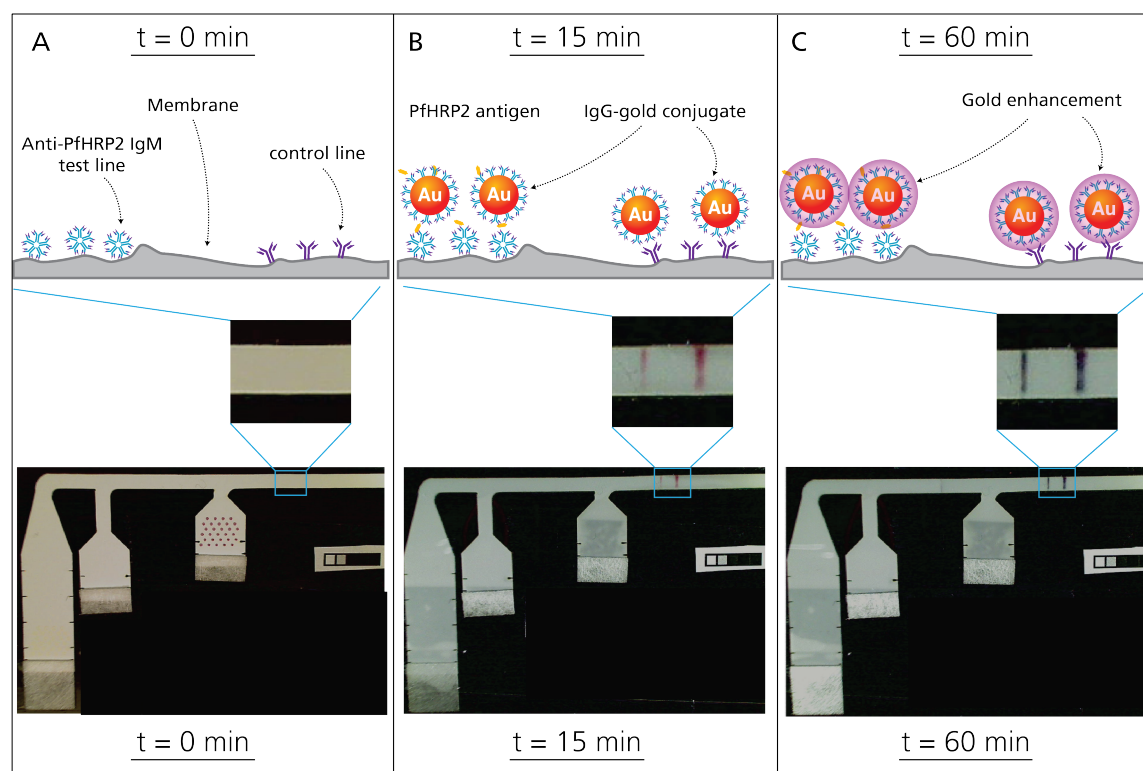 A
t = 0 min
Membrane
Anti-PfHRP2 IgM
test line
control line
t = 0 min
B
t = 15 min
PfHRP2 antigen
IgG-gold conjugate
Au
Au
Au
Au
t = 15 min
C
t = 60 min
Gold enhancement
Au
Au
Au
Au
t = 60 min